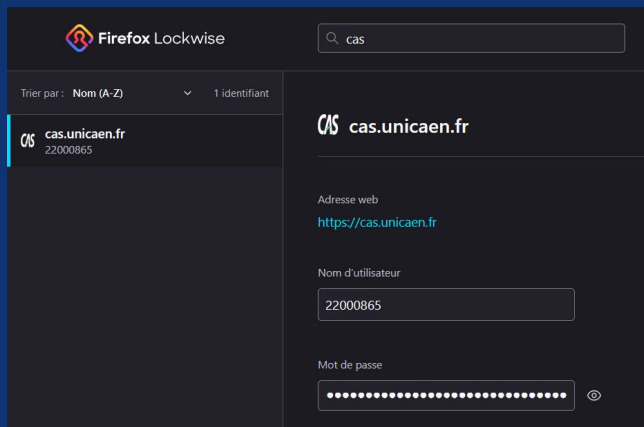 Firefox Lockwise
cas
Trier par : Nom (A-Z)
1 identifiant
CAS
cas.unicaen.fr
22000865
CAS cas.unicaen.fr
Adresse web
https://cas.unicaen.fr
Nom d'utilisateur
22000865
Mot de passe
●●●●●●●●●●●●●●●●●●●●●●●●●●●●●●